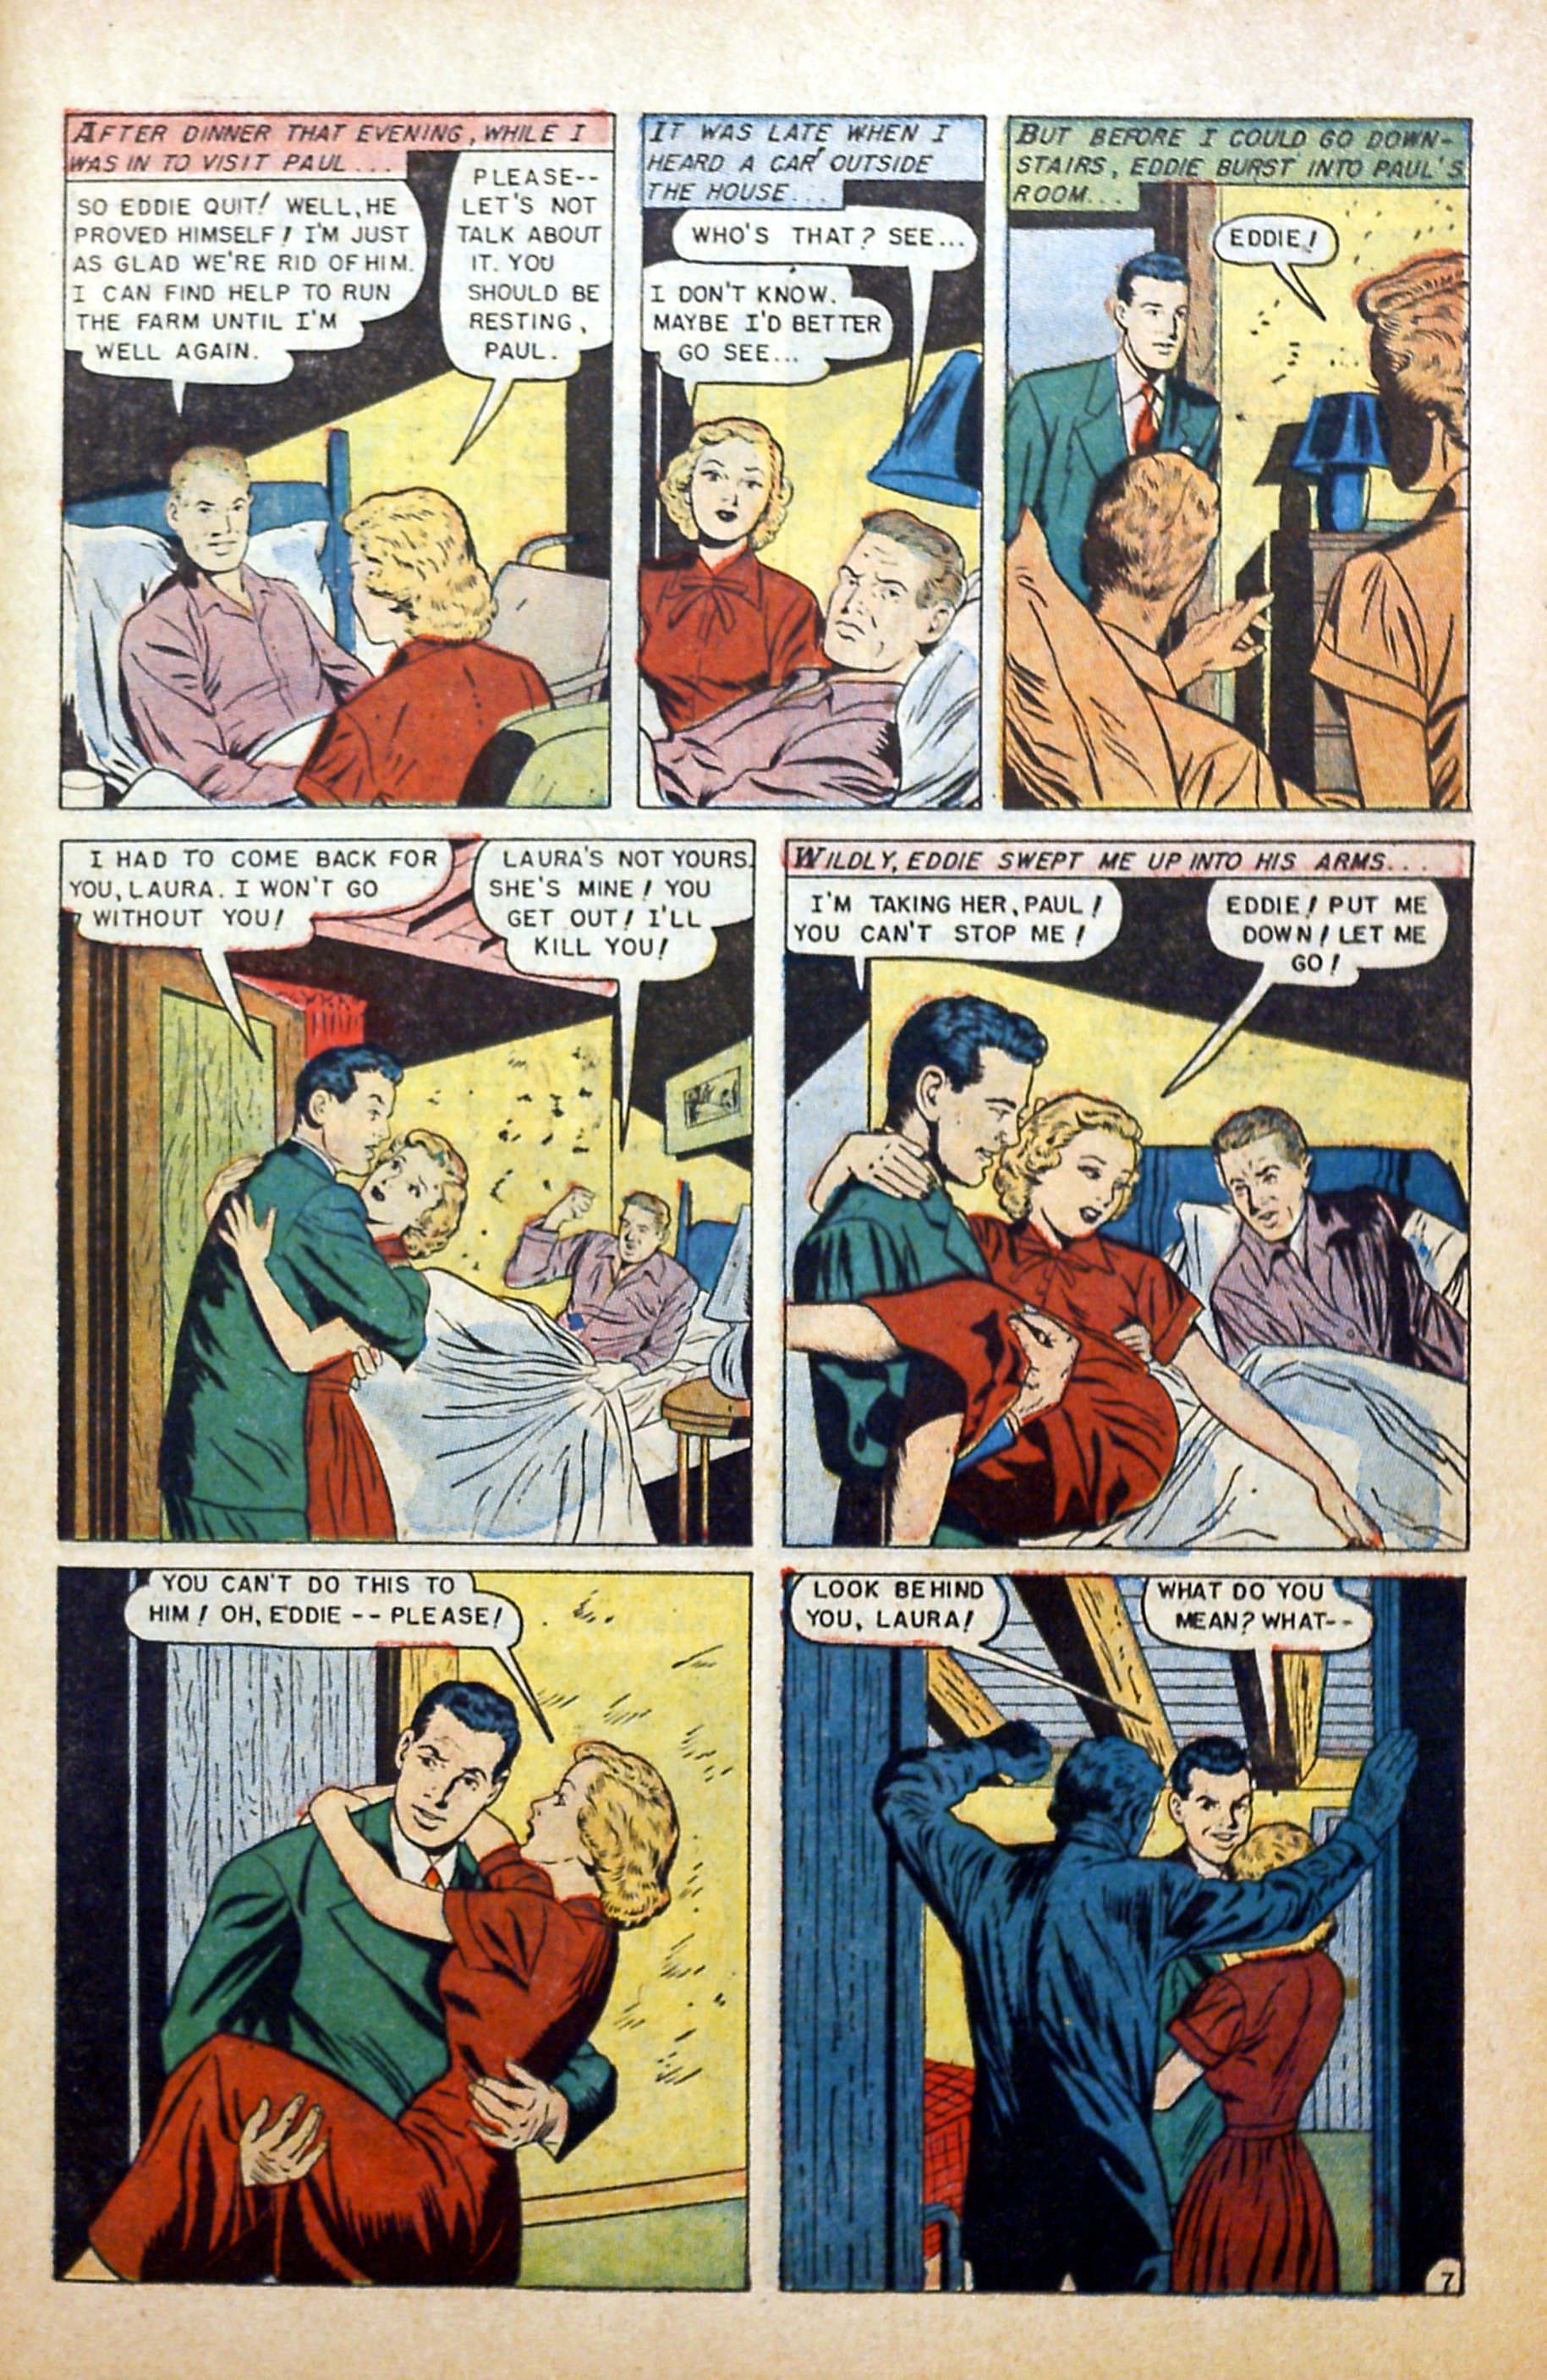 AFTER DINNER THAT EVENING, WHILE I
WAS IN TO VISIT PAUL...
SO EDDIE QUIT! WELL, HE
PROVED HIMSELF! I'M JUST
AS GLAD WE'RE RID OF HIM.
I CAN FIND HELP TO RUN
THE FARM UNTIL I'M
WELL AGAIN.
PLEASE--
LET'S NOT
TALK ABOUT
IT. YOU
SHOULD BE
RESTING,
PAUL.
IT WAS LATE WHEN I
HEARD A CAR OUTSIDE
THE HOUSE...
WHO'S THAT? SEE...
I DON'T KNOW.
MAYBE I'D BETTER
GO SEE...
BUT BEFORE I COULD GO DOWN-
STAIRS, EDDIE BURST INTO PAUL'S
ROOM...
EDDIE!
I HAD TO COME BACK FOR
YOU, LAURA. I WON'T GO
WITHOUT YOU!
LAURA'S NOT YOURS.
SHE'S MINE! YOU
GET OUT! I'LL
KILL YOU!
WILDLY, EDDIE SWEPT ME UP INTO HIS ARMS...
I'M TAKING HER, PAUL!
YOU CAN'T STOP ME!
EDDIE! PUT ME
DOWN! LET ME
GO!
YOU CAN'T DO THIS TO
HIM! OH, EDDIE -- PLEASE!
LOOK BEHIND
YOU, LAURA!
WHAT DO YOU
MEAN? WHAT--
7